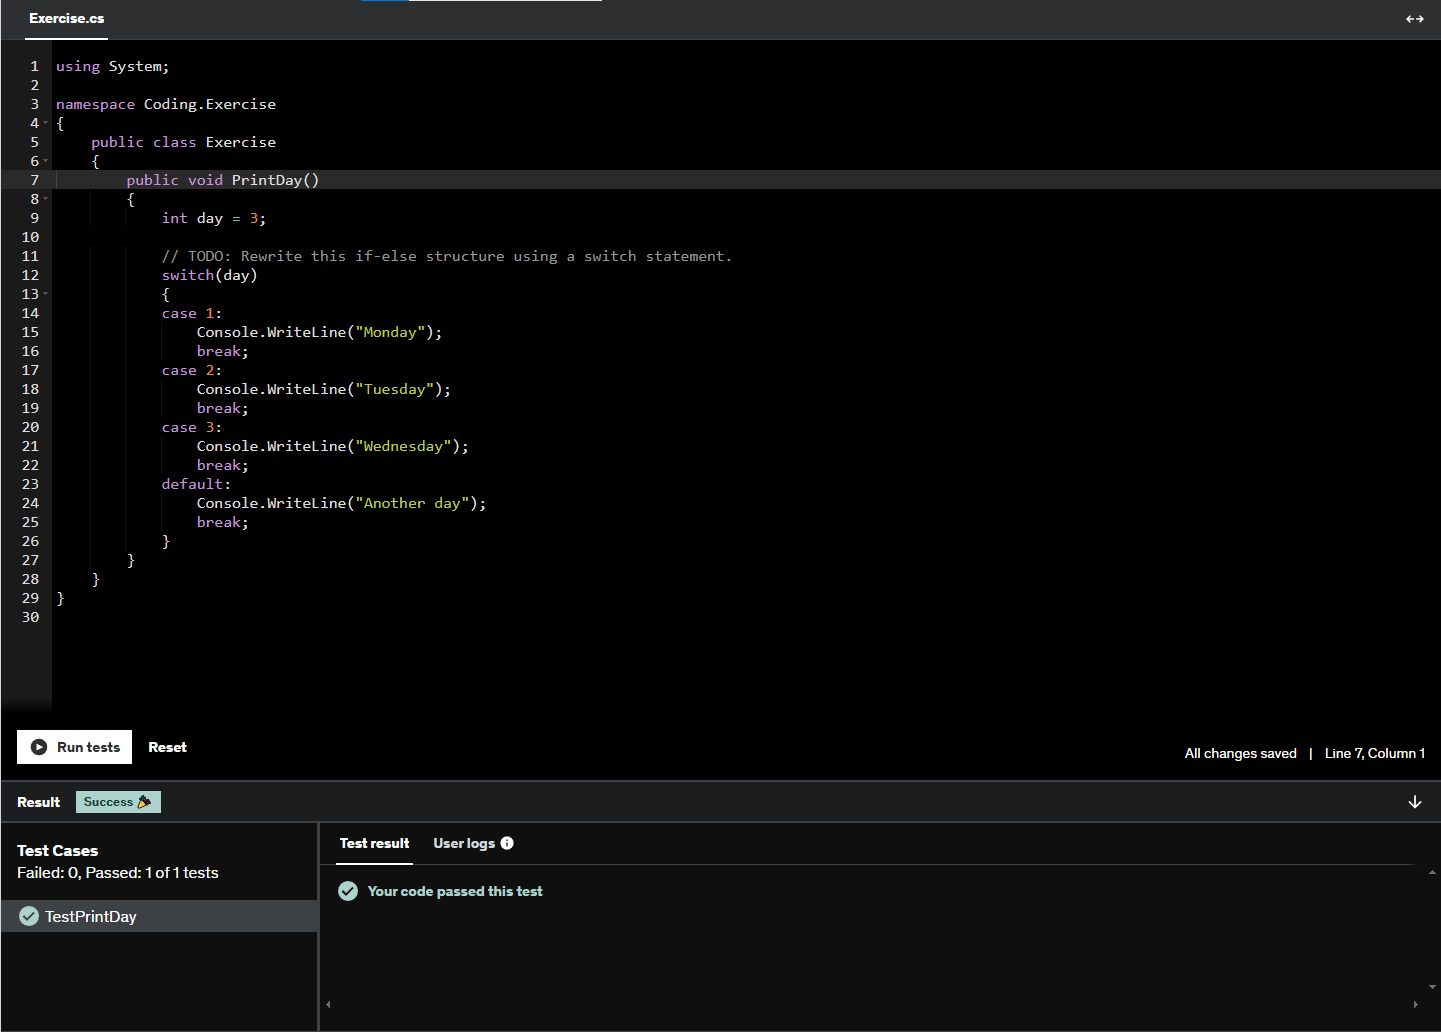 Exercise.cs
1 using System;
2
3 namespace Coding.Exercise
4 {
5     public class Exercise
6     {
7         public void PrintDay()
8         {
9             int day = 3;
10
11             // TODO: Rewrite this if-else structure using a switch statement.
12             switch(day)
13             {
14             case 1:
15                 Console.WriteLine("Monday");
16                 break;
17             case 2:
18                 Console.WriteLine("Tuesday");
19                 break;
20             case 3:
21                 Console.WriteLine("Wednesday");
22                 break;
23             default:
24                 Console.WriteLine("Another day");
25                 break;
26             }
27         }
28     }
29 }
30
Run tests Reset
All changes saved | Line 7, Column 1
Result Success
Test Cases
Failed: 0, Passed: 1 of 1 tests
TestPrintDay
Test result User logs
Your code passed this test